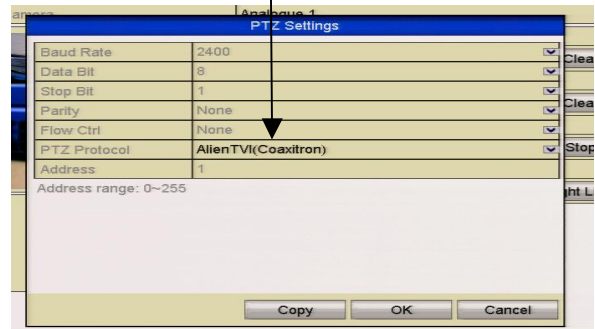 Analogue 1
PTZ Settings
Baud Rate 2400
Data Bit 8
Stop Bit 1
Parity None
Flow Ctrl None
PTZ Protocol AlienTVI(Coaxitron)
Address 1
Address range: 0~255
Copy OK Cancel
Clea
Clea
Stop
ght L